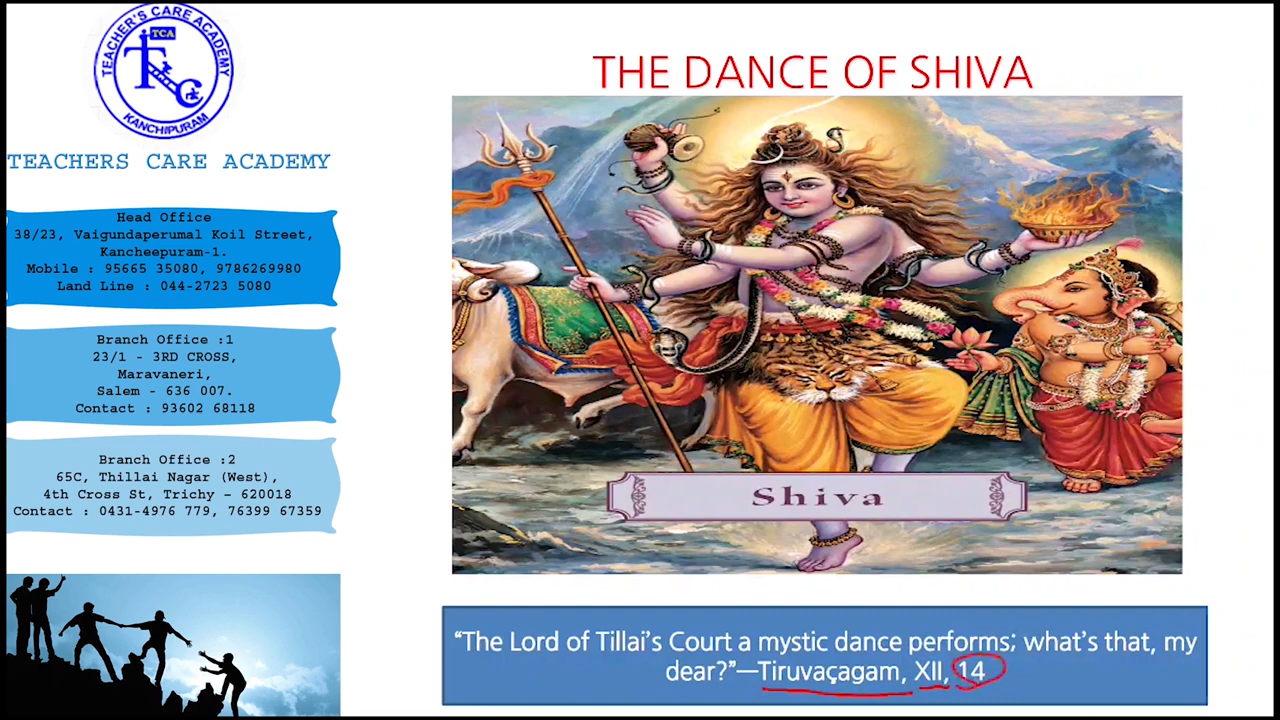 TEACHER'S CARE ACADEMY
TCA
KANCHIPURAM
TEACHERS CARE ACADEMY
Head Office
38/23, Vaigundaperumal Koil Street,
Kancheepuram-1.
Mobile : 95665 35080, 9786269980
Land Line : 044-2723 5080
Branch Office :1
23/1 - 3RD CROSS,
Maravaneri,
Salem - 636 007.
Contact : 93602 68118
Branch Office :2
65C, Thillai Nagar (West),
4th Cross St, Trichy – 620018
Contact : 0431-4976 779, 76399 67359
THE DANCE OF SHIVA
Shiva
“The Lord of Tillai’s Court a mystic dance performs; what’s that, my
dear?”—Tiruvaçagam, XII, 14